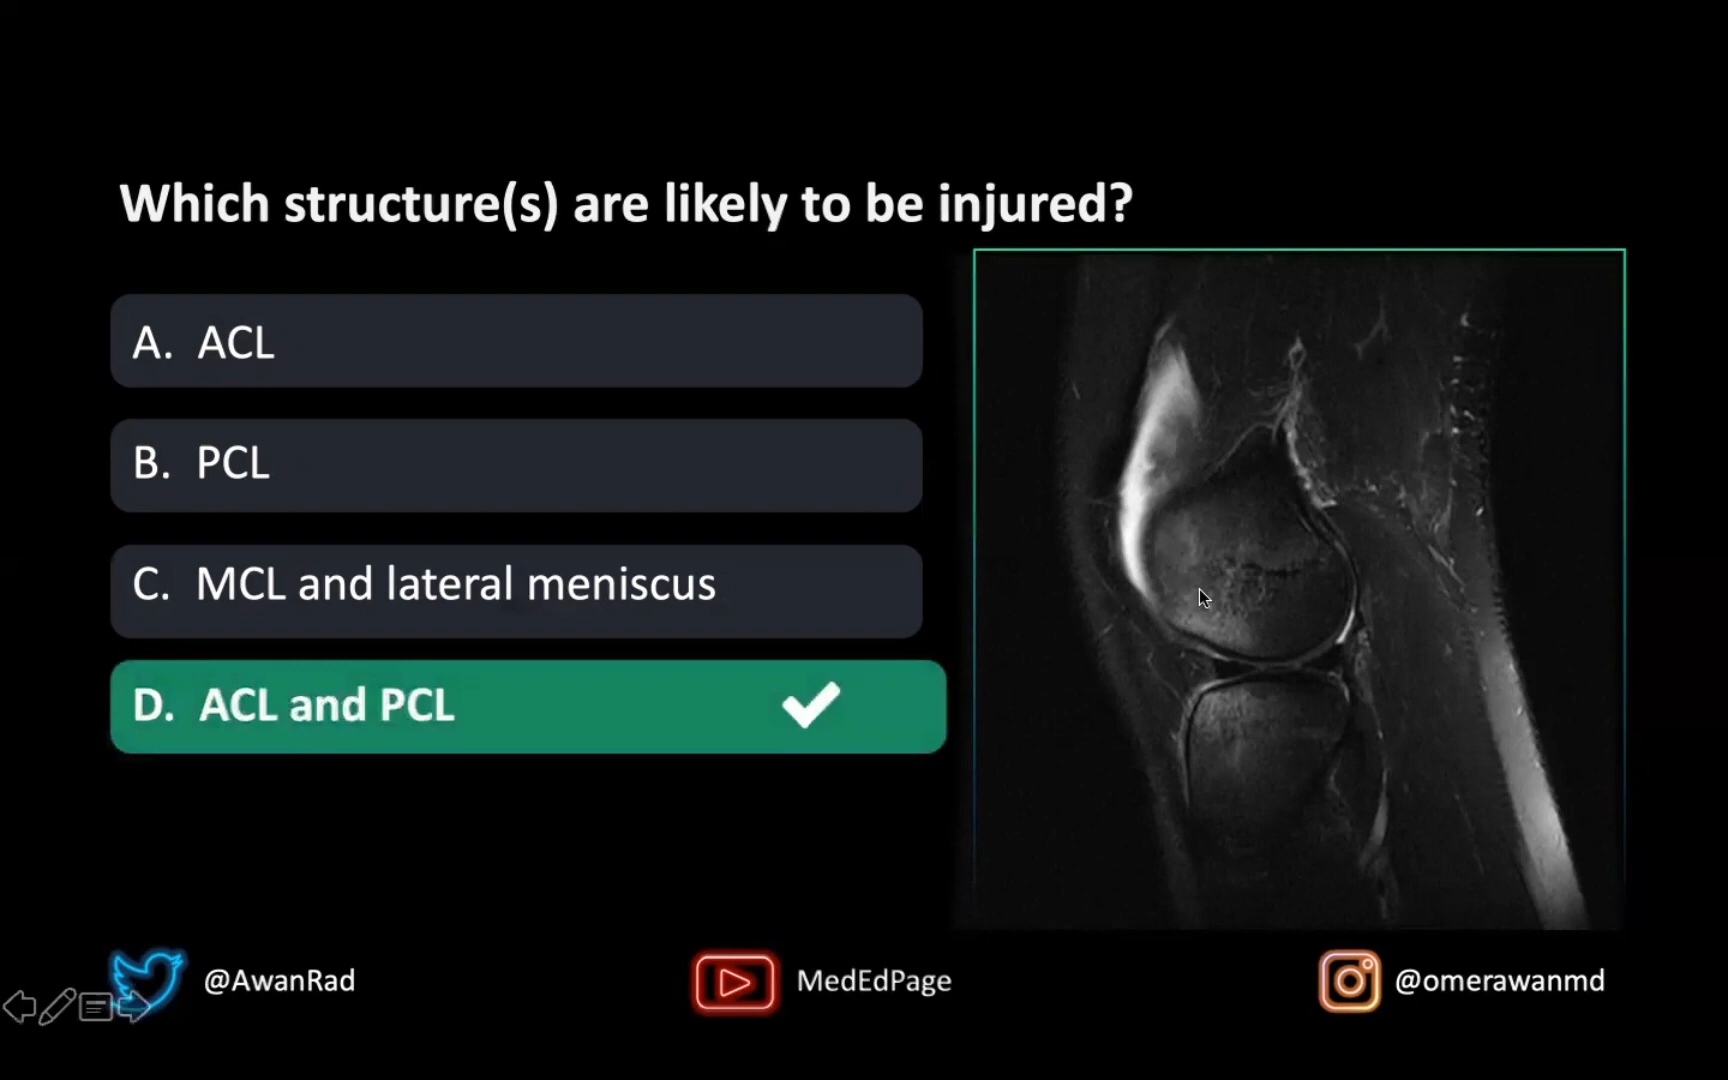 Which structure(s) are likely to be injured?
A. ACL
B. PCL
C. MCL and lateral meniscus
D. ACL and PCL
@AwanRad
MedEdPage
@omerawanmd